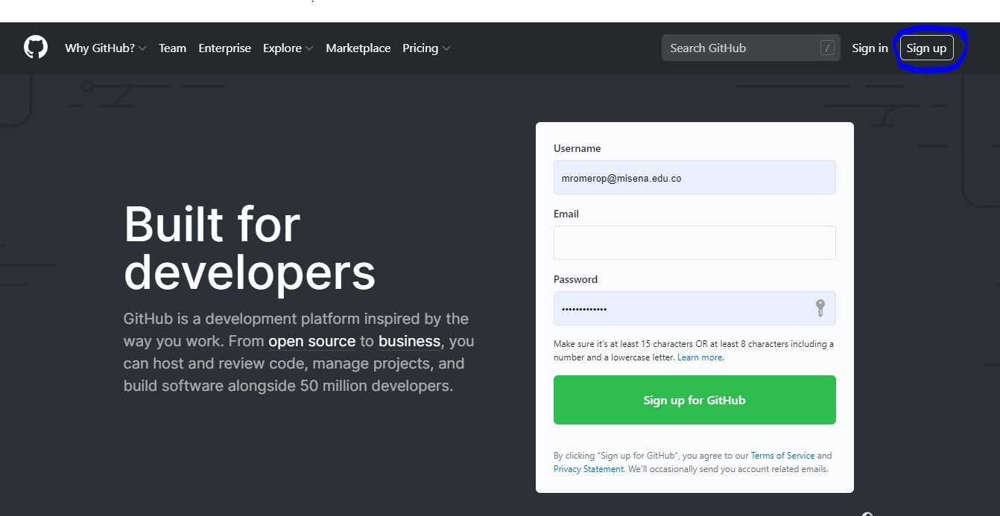 Why GitHub? Team Enterprise Explore Marketplace Pricing Search GitHub / Sign in Sign up
Built for
developers
GitHub is a development platform inspired by the
way you work. From open source to business, you
can host and review code, manage projects, and
build software alongside 50 million developers.
Username
mromerop@misena.edu.co
Email
Password
•••••••••••••
Make sure it's at least 15 characters OR at least 8 characters including a
number and a lowercase letter. Learn more.
Sign up for GitHub
By clicking “Sign up for GitHub”, you agree to our Terms of Service and
Privacy Statement. We’ll occasionally send you account related emails.